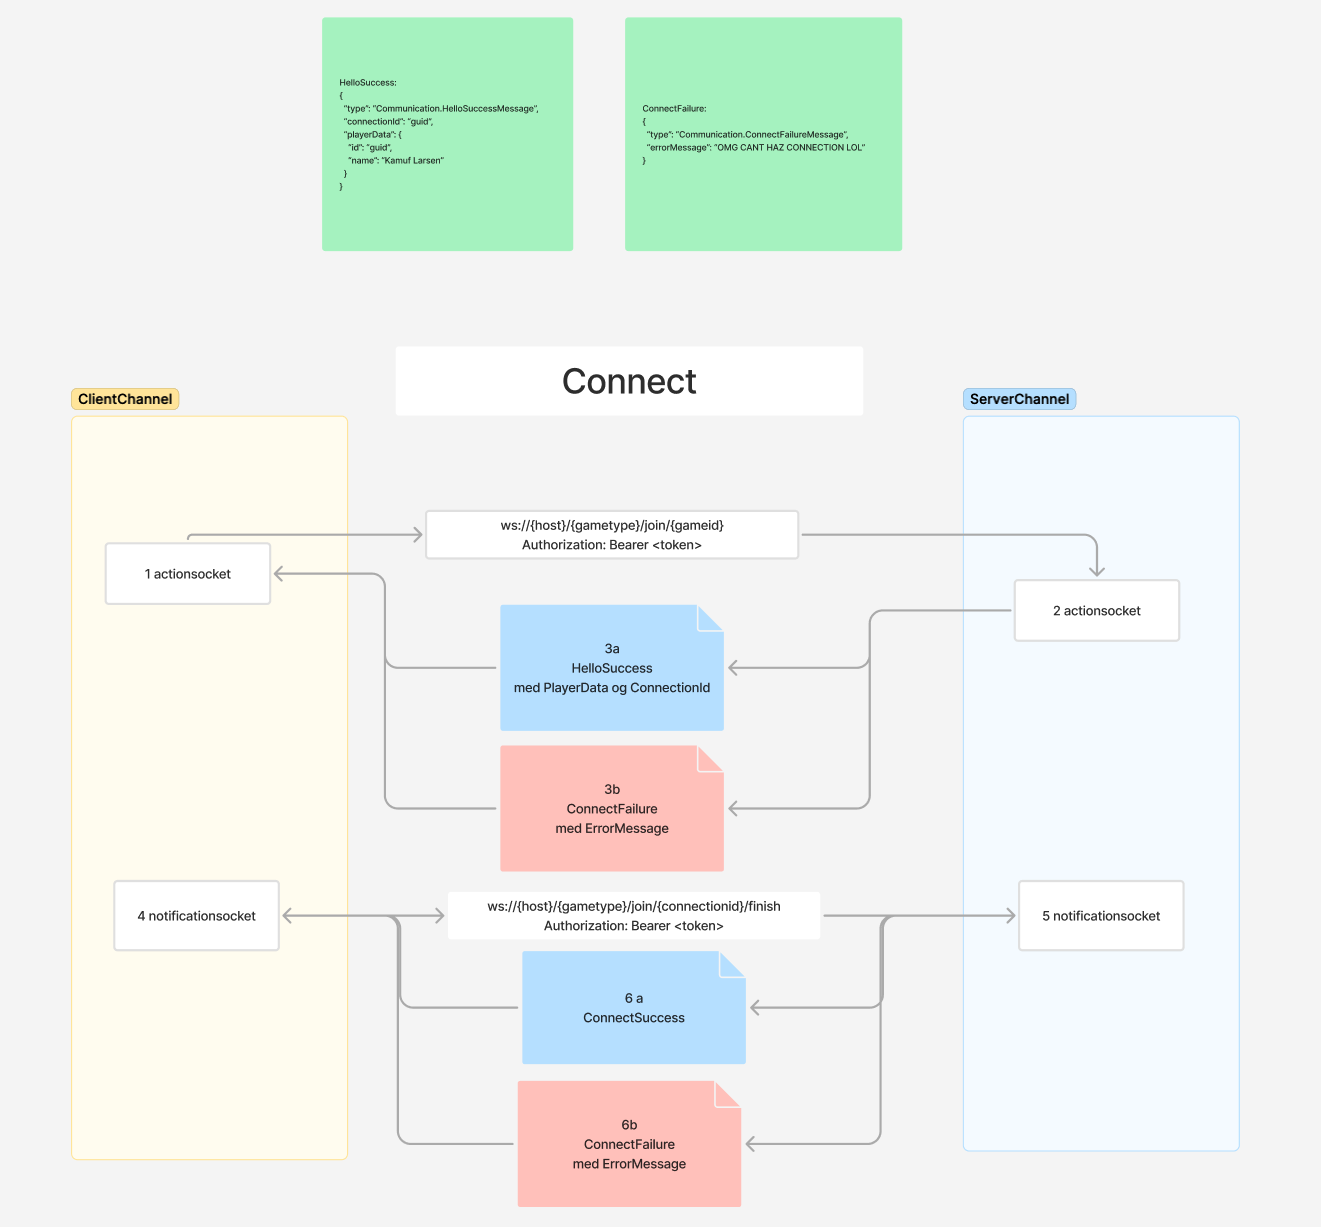 HelloSuccess:
{
"type": "Communication.HelloSuccessMessage",
"connectionId": "guid",
"playerData": {
"id": "guid",
"name": "Kamuf Larsen"
}
}
ConnectFailure:
{
"type": "Communication.ConnectFailureMessage",
"errorMessage": "OMG CANT HAZ CONNECTION LOL"
}
Connect
ClientChannel
ServerChannel
ws://{host}/{gametype}/join/{gameid}
Authorization: Bearer <token>
1 actionsocket
2 actionsocket
3a
HelloSuccess
med PlayerData og ConnectionId
3b
ConnectFailure
med ErrorMessage
4 notificationsocket
ws://{host}/{gametype}/join/{connectionid}/finish
Authorization: Bearer <token>
5 notificationsocket
6 a
ConnectSuccess
6b
ConnectFailure
med ErrorMessage